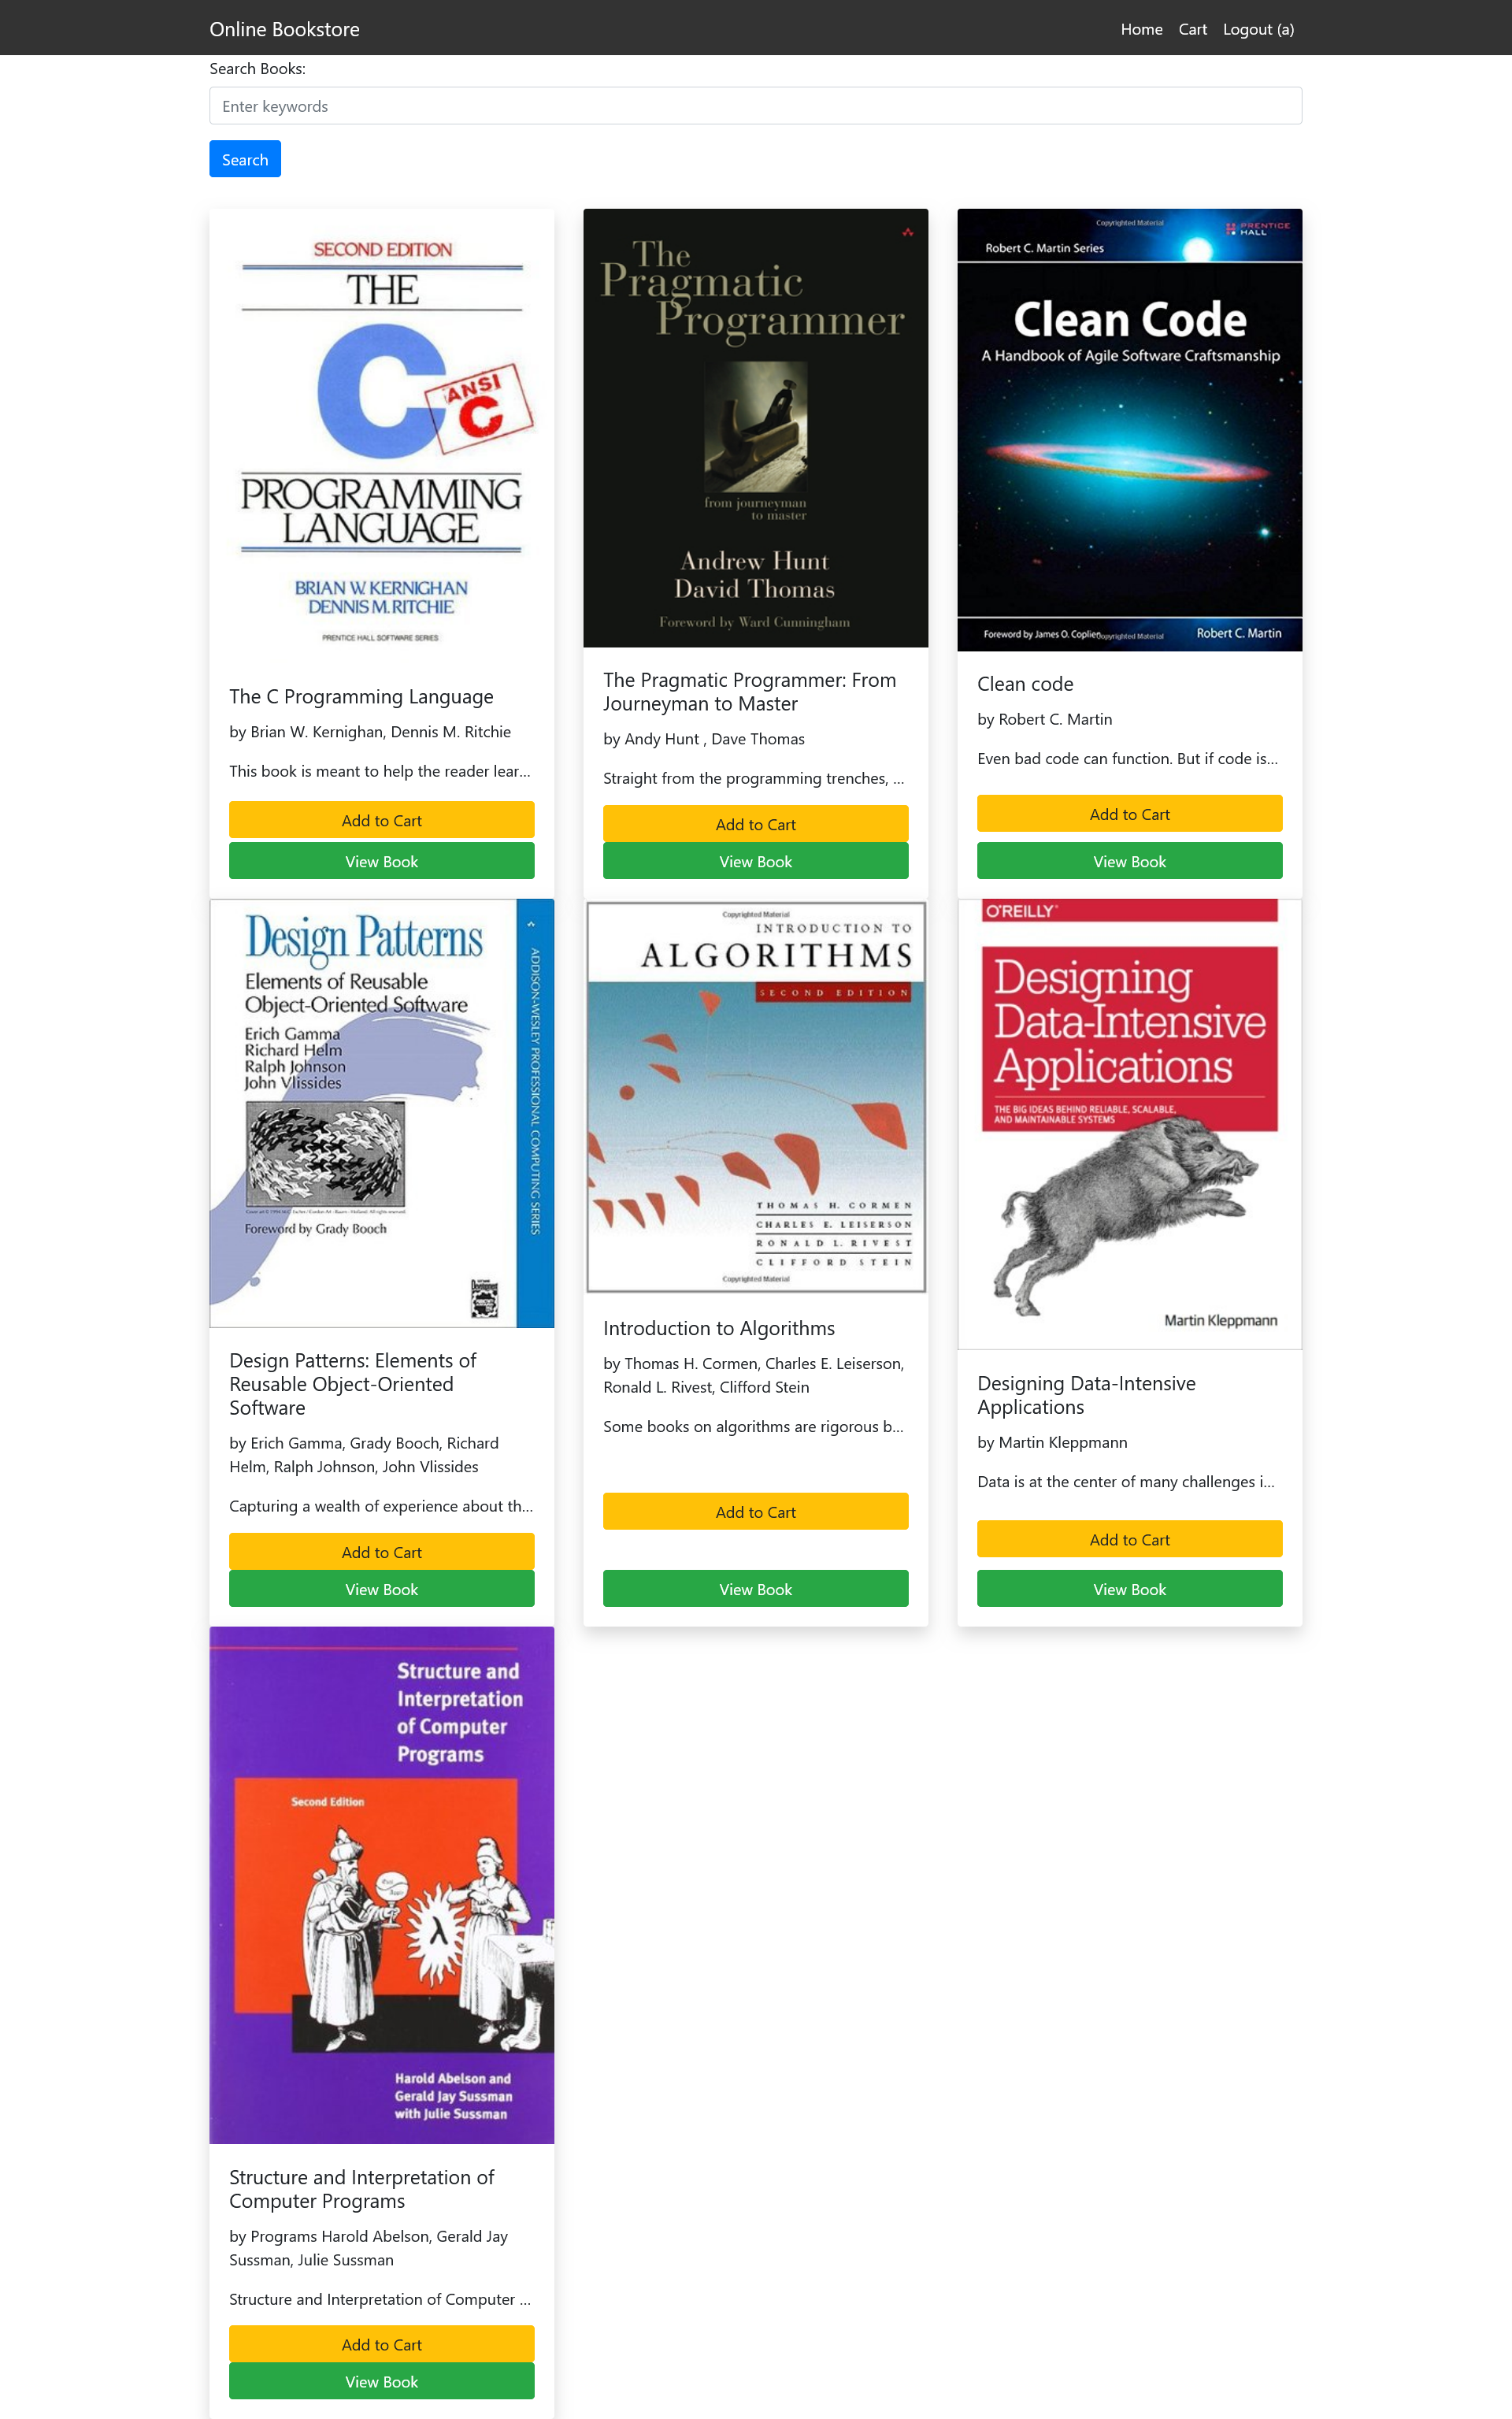 Online Bookstore
Home Cart Logout (a)
Search Books:
Enter keywords
Search
SECOND EDITION
THE
C
ANSI
C
PROGRAMMING
LANGUAGE
BRIAN W. KERNIGHAN
DENNIS M. RITCHIE
PRENTICE HALL SOFTWARE SERIES
The C Programming Language
by Brian W. Kernighan, Dennis M. Ritchie
This book is meant to help the reader lear...
Add to Cart
View Book
The
Pragmatic
Programmer
from journeyman
to master
Andrew Hunt
David Thomas
Foreword by Ward Cunningham
The Pragmatic Programmer: From
Journeyman to Master
by Andy Hunt , Dave Thomas
Straight from the programming trenches, ...
Add to Cart
View Book
Copyrighted Material
PRENTICE
HALL
Robert C. Martin Series
Clean Code
A Handbook of Agile Software Craftsmanship
Foreword by James O. Coplien
Copyrighted Material
Robert C. Martin
Clean code
by Robert C. Martin
Even bad code can function. But if code is...
Add to Cart
View Book
Design Patterns
Elements of Reusable
Object-Oriented Software
Erich Gamma
Richard Helm
Ralph Johnson
John Vlissides
Foreword by Grady Booch
ADDISON-WESLEY PROFESSIONAL COMPUTING SERIES
Design Patterns: Elements of
Reusable Object-Oriented
Software
by Erich Gamma, Grady Booch, Richard
Helm, Ralph Johnson, John Vlissides
Capturing a wealth of experience about th...
Add to Cart
View Book
Copyrighted Material
INTRODUCTION TO
ALGORITHMS
SECOND EDITION
THOMAS H. CORMEN
CHARLES E. LEISERSON
RONALD L. RIVEST
CLIFFORD STEIN
Copyrighted Material
Introduction to Algorithms
by Thomas H. Cormen, Charles E. Leiserson,
Ronald L. Rivest, Clifford Stein
Some books on algorithms are rigorous b...
Add to Cart
View Book
O'REILLY
Designing
Data-Intensive
Applications
THE BIG IDEAS BEHIND RELIABLE, SCALABLE,
AND MAINTAINABLE SYSTEMS
Martin Kleppmann
Designing Data-Intensive
Applications
by Martin Kleppmann
Data is at the center of many challenges i...
Add to Cart
View Book
Structure and
Interpretation
of Computer
Programs
Second Edition
λ
Harold Abelson and
Gerald Jay Sussman
with Julie Sussman
Structure and Interpretation of
Computer Programs
by Programs Harold Abelson, Gerald Jay
Sussman, Julie Sussman
Structure and Interpretation of Computer ...
Add to Cart
View Book